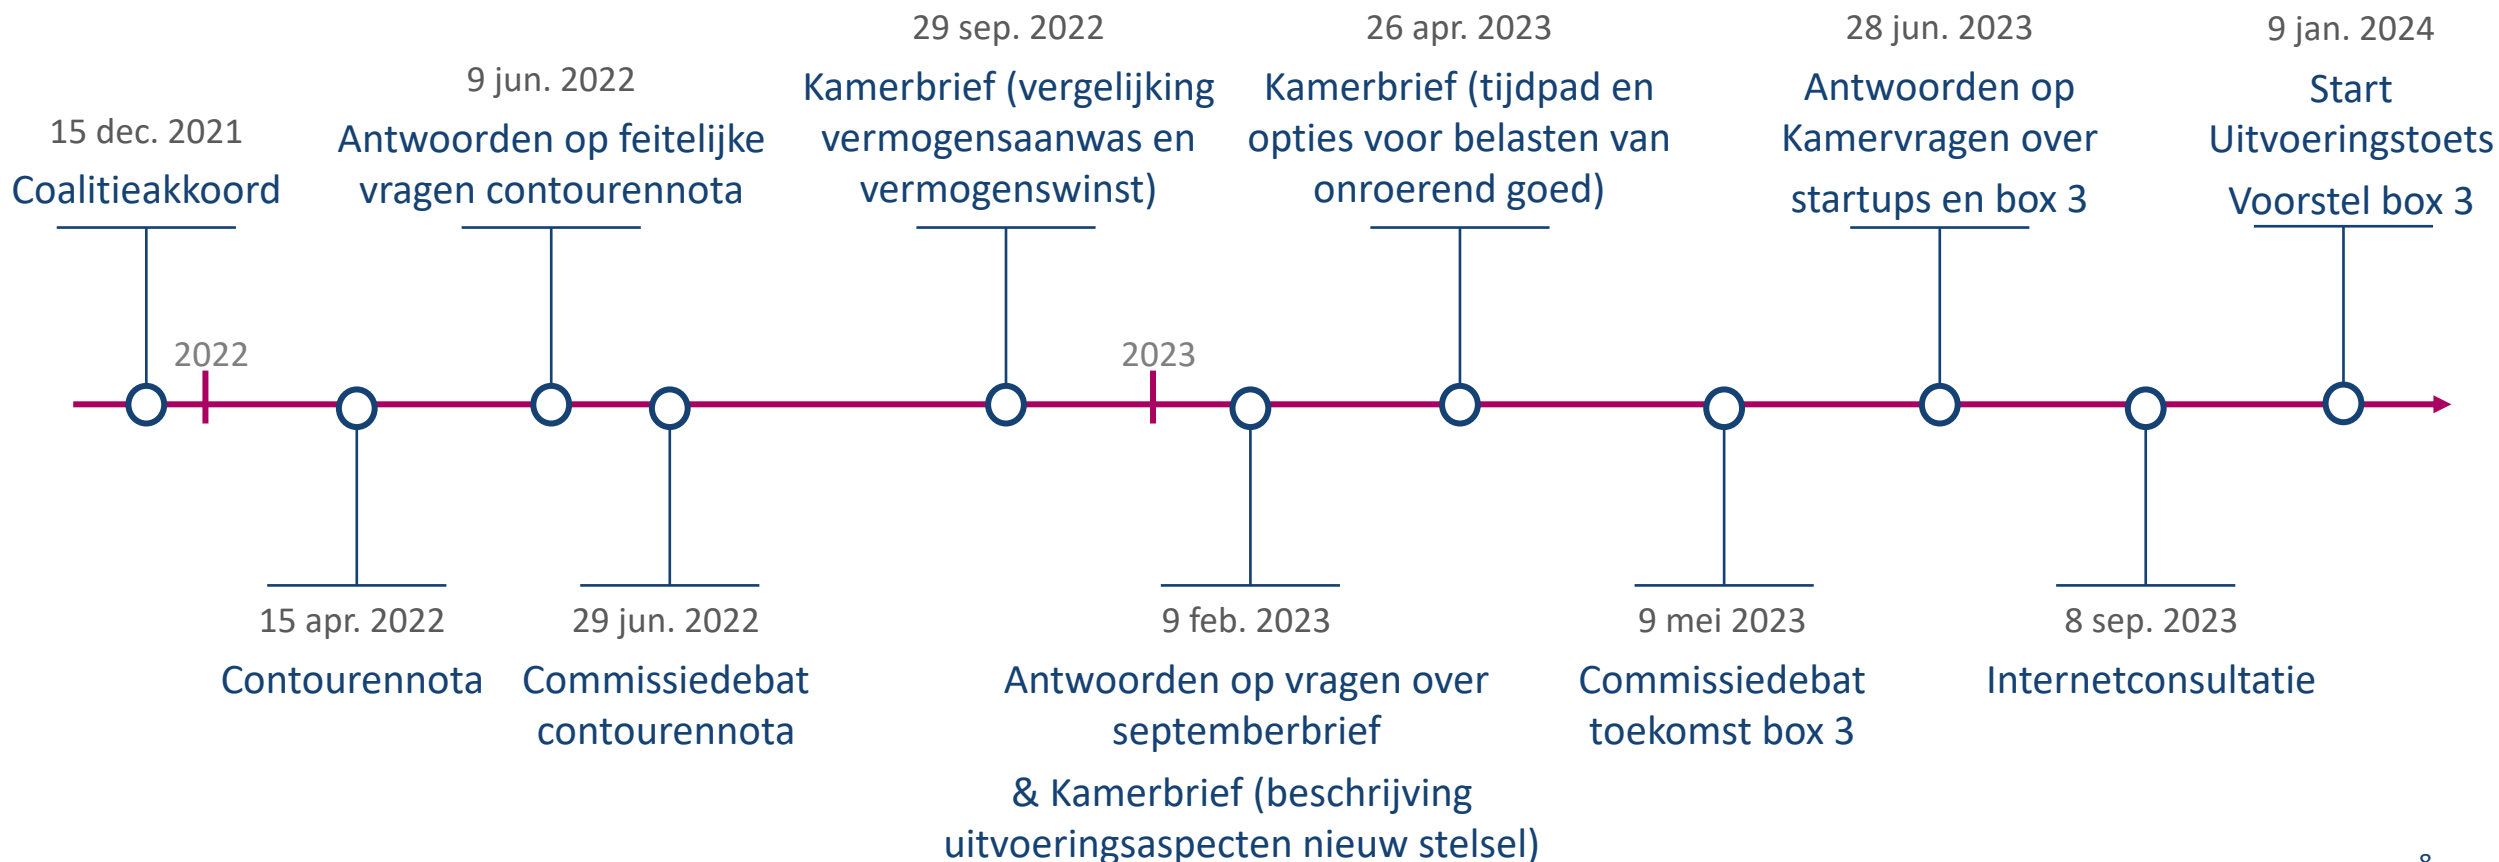 15 dec. 2021
Coalitieakkoord
9 jun. 2022
Antwoorden op feitelijke
vragen contourennota
29 sep. 2022
Kamerbrief (vergelijking
vermogensaanwas en
vermogenswinst)
26 apr. 2023
Kamerbrief (tijdpad en
opties voor belasten van
onroerend goed)
28 jun. 2023
Antwoorden op
Kamervragen over
startups en box 3
9 jan. 2024
Start
Uitvoeringstoets
Voorstel box 3
2022
2023
15 apr. 2022
Contourennota
29 jun. 2022
Commissiedebat
contourennota
9 feb. 2023
Antwoorden op vragen over
septemberbrief
& Kamerbrief (beschrijving
uitvoeringsaspecten nieuw stelsel)
9 mei 2023
Commissiedebat
toekomst box 3
8 sep. 2023
Internetconsultatie